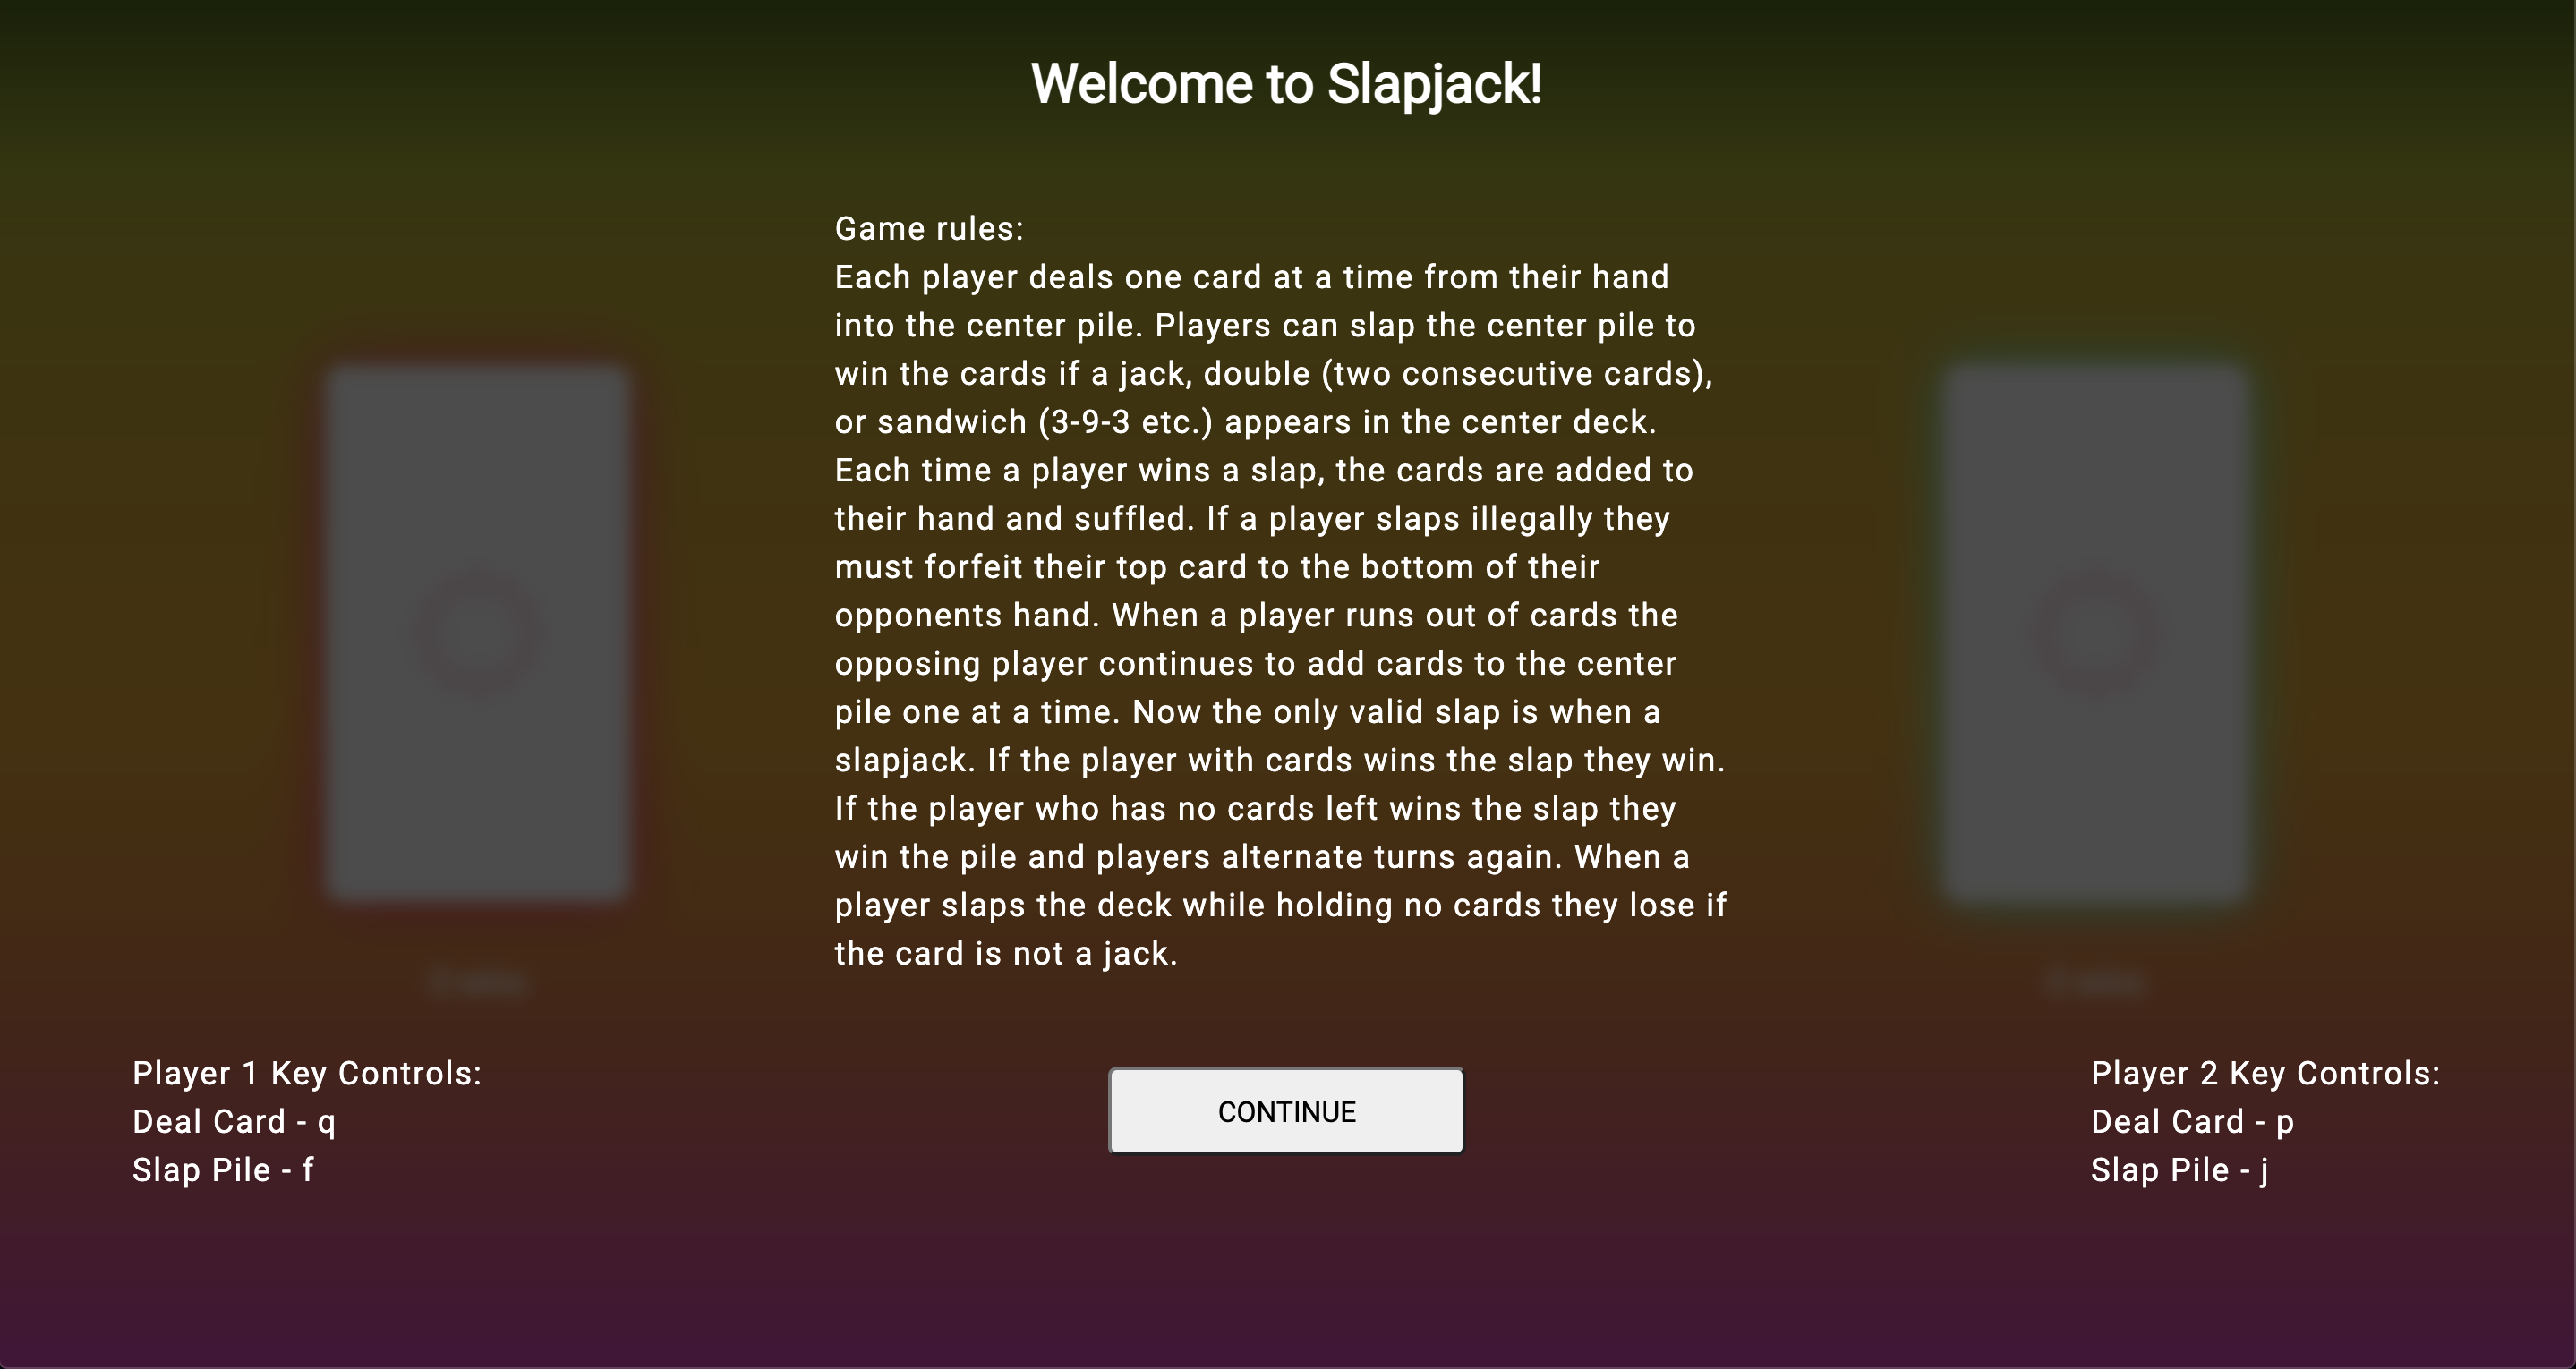 Welcome to Slapjack!
Game rules:
Each player deals one card at a time from their hand
into the center pile. Players can slap the center pile to
win the cards if a jack, double (two consecutive cards),
or sandwich (3-9-3 etc.) appears in the center deck.
Each time a player wins a slap, the cards are added to
their hand and suffled. If a player slaps illegally they
must forfeit their top card to the bottom of their
opponents hand. When a player runs out of cards the
opposing player continues to add cards to the center
pile one at a time. Now the only valid slap is when a
slapjack. If the player with cards wins the slap they win.
If the player who has no cards left wins the slap they
win the pile and players alternate turns again. When a
player slaps the deck while holding no cards they lose if
the card is not a jack.
Player 1 Key Controls:
Deal Card - q
Slap Pile - f
CONTINUE
Player 2 Key Controls:
Deal Card - p
Slap Pile - j